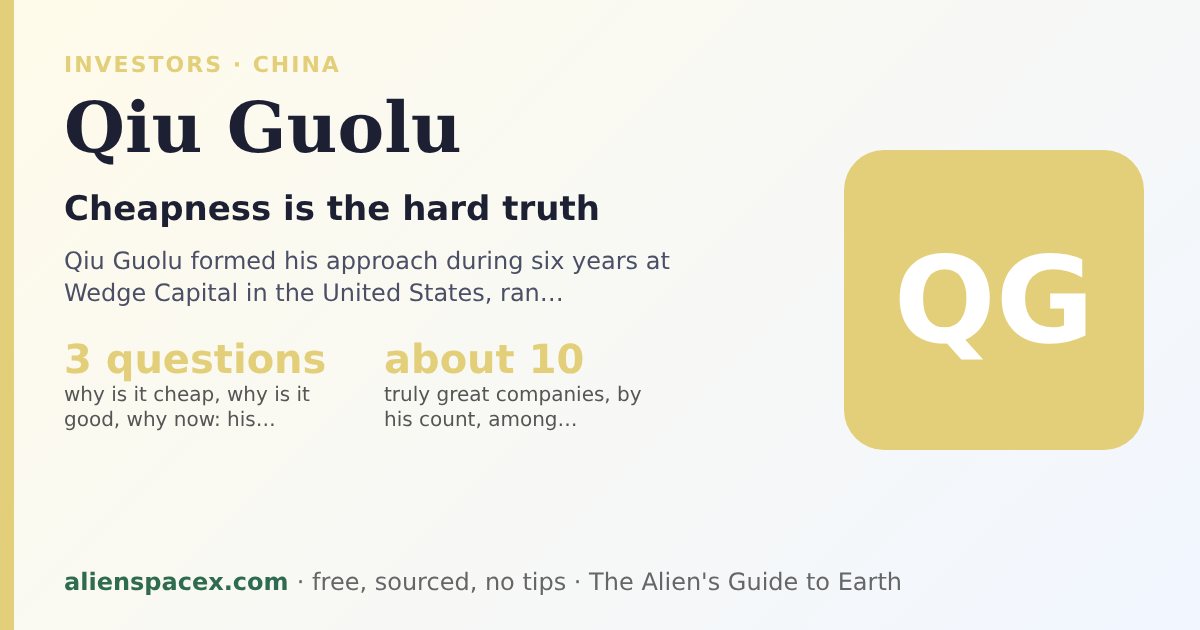 INVESTORS · CHINA
Qiu Guolu
Cheapness is the hard truth
Qiu Guolu formed his approach during six years at
Wedge Capital in the United States, ran…
3 questions
why is it cheap, why is it
good, why now: his…
about 10
truly great companies, by
his count, among…
QG
alienspacex.com · free, sourced, no tips · The Alien's Guide to Earth